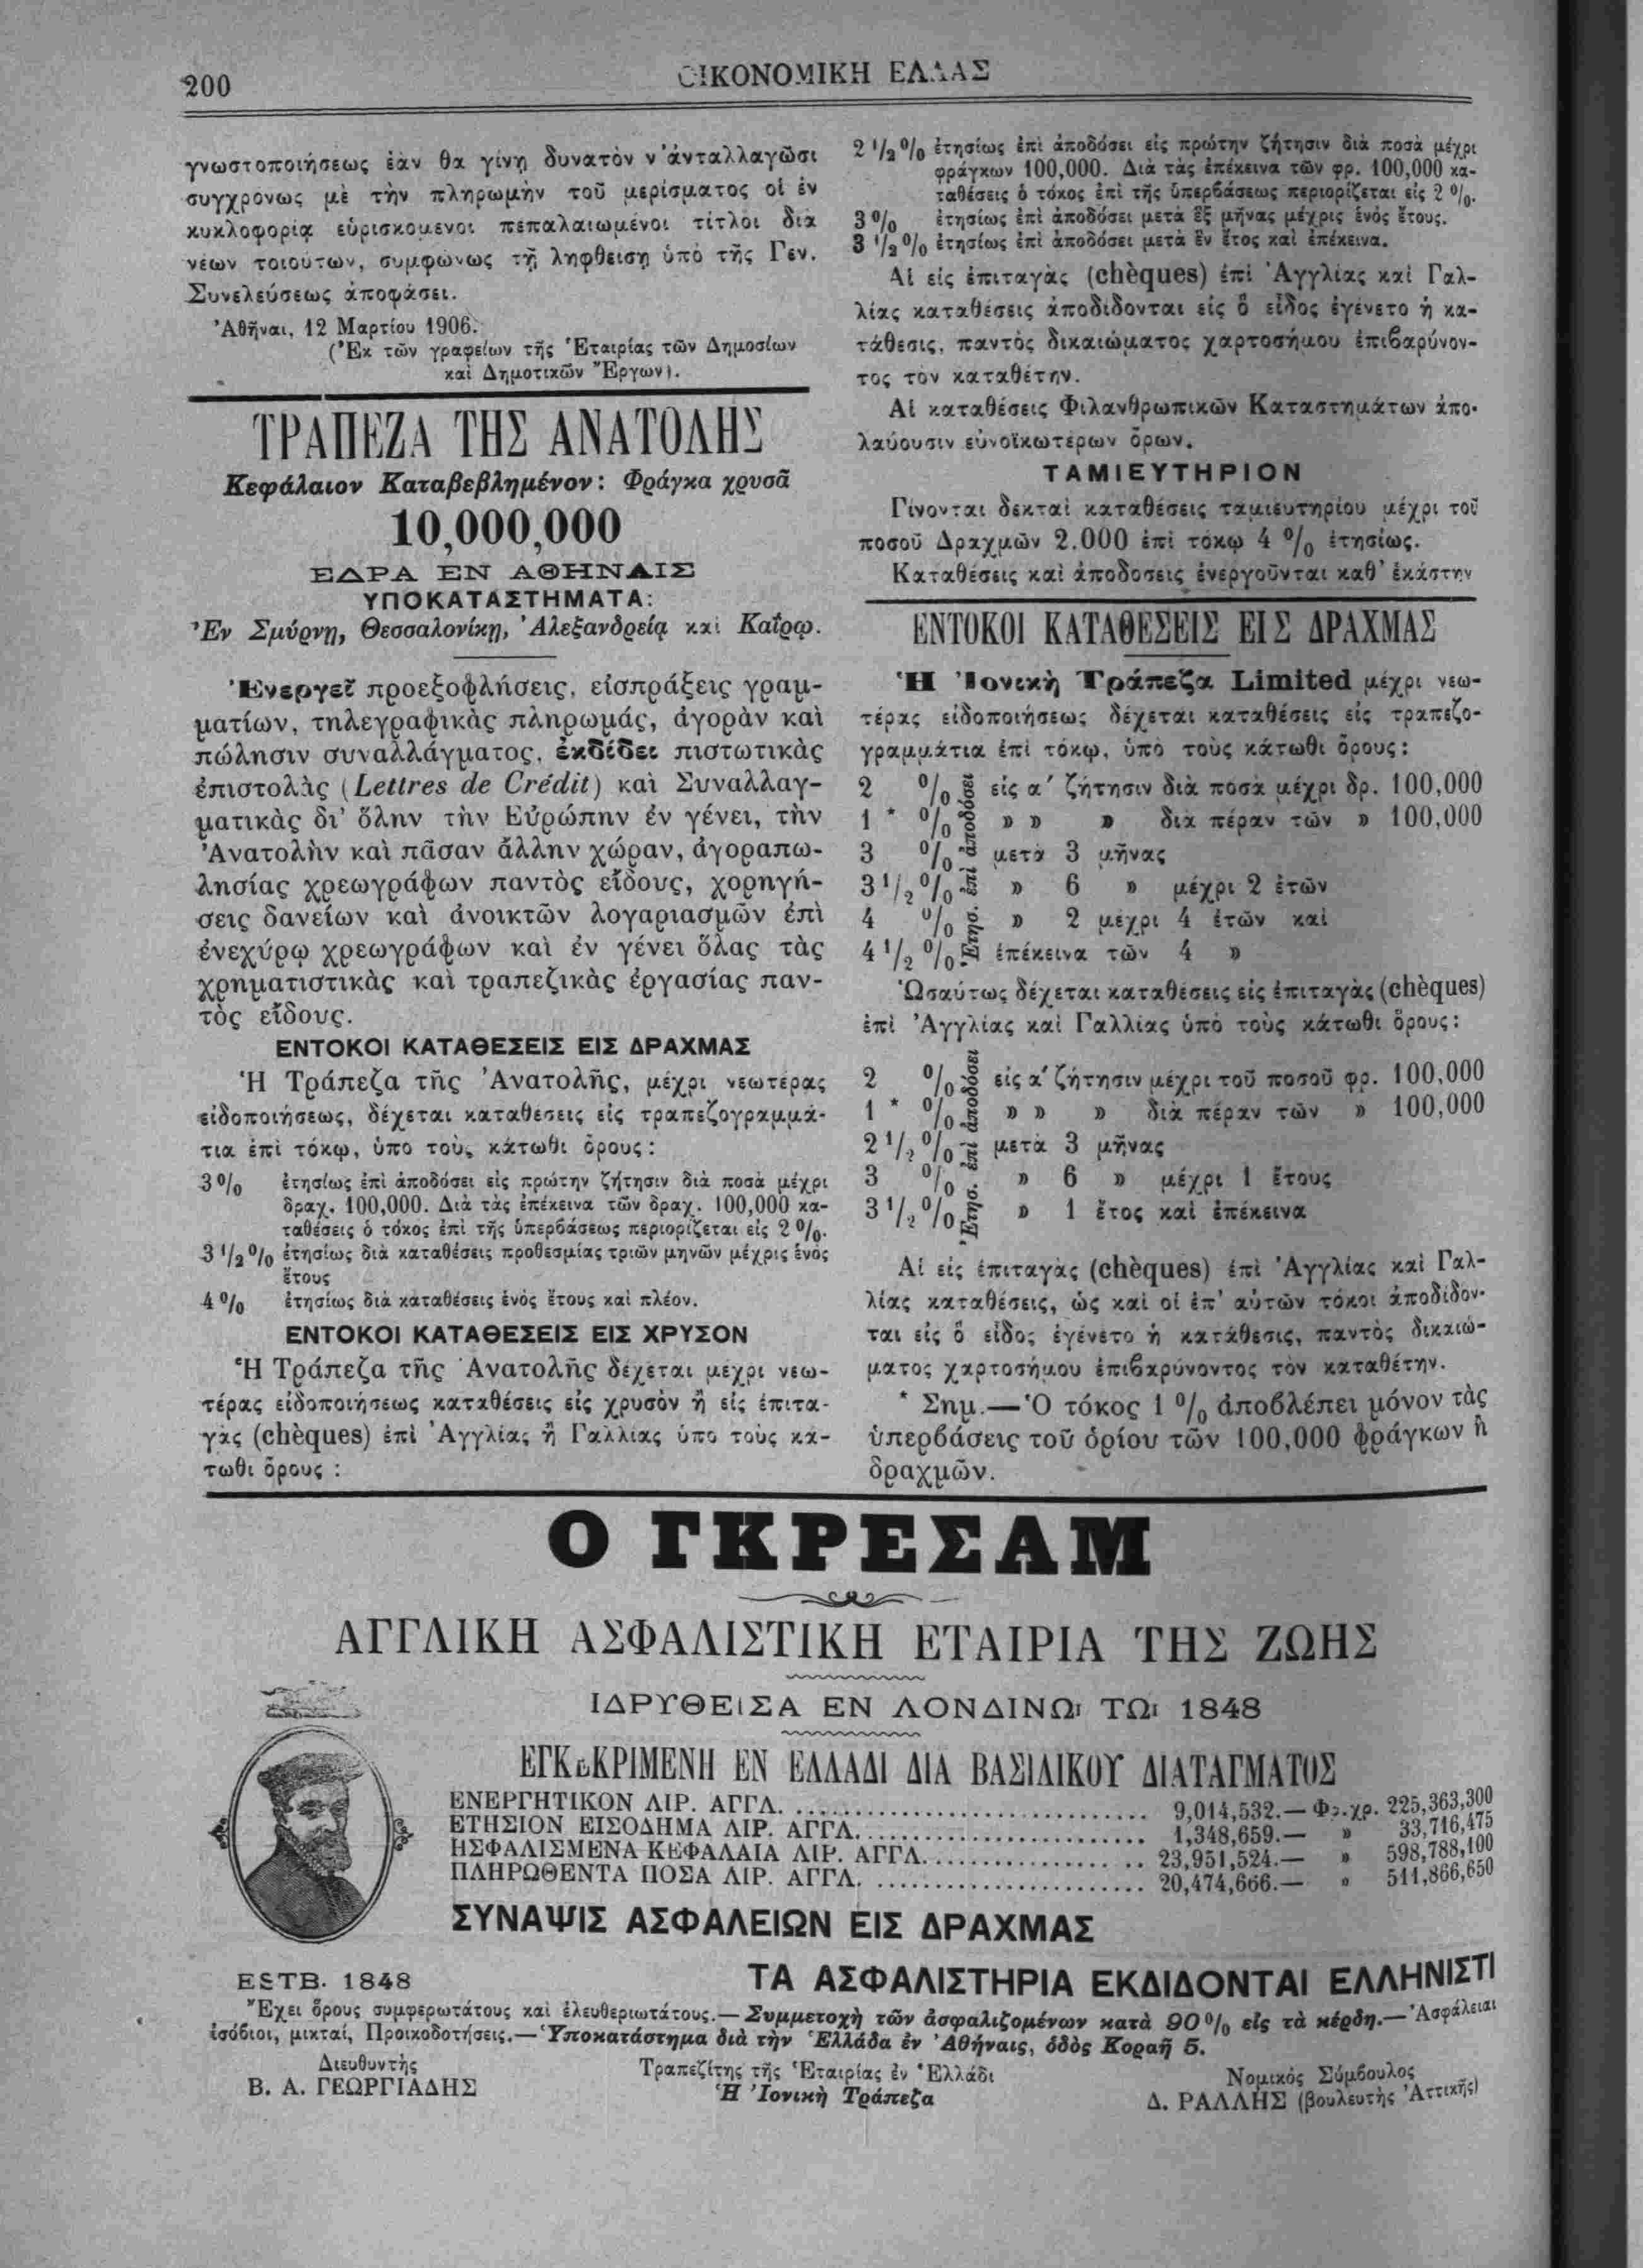 200
ΟΙΚΟΝΟΜΙΚΗ ΕΛΛΑΣ
γνωστοποιήσεως ἐὰν θα γίνῃ δυνατὸν ν' ἀνταλλαγῶσι
συγχρόνως μὲ τὴν πληρωμὴν τοῦ μερίσματος οἱ ἐν
κυκλοφορίᾳ εὑρισκομενοι πεπαλαιωμένοι τίτλοι διὰ
νέων τοιούτων, συμφώνως τῇ ληφθείσῃ ὑπὸ τῆς Γεν.
Συνελεύσεως ἀποφάσει.
Ἀθῆναι, 12 Μαρτίου 1906.
(Ἐκ τῶν γραφείων τῆς Ἑταιρίας τῶν Δημοσίων
καὶ Δημοτικῶν Ἔργων).
ΤΡΑΠΕΖΑ ΤΗΣ ΑΝΑΤΟΛΗΣ
Κεφάλαιον Καταβεβλημένον: Φράγκα χρυσᾶ
10,000,000
ΕΔΡΑ ΕΝ ΑΘΗΝΑΙΣ
ΥΠΟΚΑΤΑΣΤΗΜΑΤΑ:
Ἐν Σμύρνῃ, Θεσσαλονίκῃ, Ἀλεξανδρείᾳ καὶ Καΐρῳ.
Ἐνεργεῖ προεξοφλήσεις, εἰσπράξεις γραμ-
ματίων, τηλεγραφικὰς πληρωμάς, ἀγορὰν καὶ
πώλησιν συναλλάγματος, ἐκδίδει πιστωτικὰς
ἐπιστολὰς (Lettres de Crédit) καὶ Συναλλαγ-
ματικὰς δι' ὅλην τὴν Εὐρώπην ἐν γένει, τὴν
Ἀνατολὴν καὶ πᾶσαν ἄλλην χώραν, ἀγοραπω-
λησίας χρεωγράφων παντὸς εἴδους, χορηγή-
σεις δανείων καὶ ἀνοικτῶν λογαριασμῶν ἐπὶ
ἐνεχύρῳ χρεωγράφων καὶ ἐν γένει ὅλας τὰς
χρηματιστικὰς καὶ τραπεζικὰς ἐργασίας παν-
τὸς εἴδους.
ΕΝΤΟΚΟΙ ΚΑΤΑΘΕΣΕΙΣ ΕΙΣ ΔΡΑΧΜΑΣ
Ἡ Τράπεζα τῆς Ἀνατολῆς, μέχρι νεωτέρας
εἰδοποιήσεως, δέχεται καταθέσεις εἰς τραπεζογραμμά-
τια ἐπὶ τόκῳ, ὑπο τοὺς κάτωθι ὅρους:
3 % ἐτησίως ἐπὶ ἀποδόσει εἰς πρώτην ζήτησιν διὰ ποσὰ μέχρι
δραχ. 100,000. Διὰ τὰς ἐπέκεινα τῶν δραχ. 100,000 κα-
ταθέσεις ὁ τόκος ἐπὶ τῆς ὑπερβάσεως περιορίζεται εἰς 2 %.
3 1/2 % ἐτησίως διὰ καταθέσεις προθεσμίας τριῶν μηνῶν μέχρις ἑνὸς
ἔτους
4 % ἐτησίως διὰ καταθέσεις ἑνὸς ἔτους καὶ πλέον.
ΕΝΤΟΚΟΙ ΚΑΤΑΘΕΣΕΙΣ ΕΙΣ ΧΡΥΣΟΝ
Ἡ Τράπεζα τῆς Ἀνατολῆς δέχεται μέχρι νεω-
τέρας εἰδοποιήσεως καταθέσεις εἰς χρυσὸν ἢ εἰς ἐπιτα-
γὰς (chèques) ἐπὶ Ἀγγλίας ἢ Γαλλίας ὑπὸ τοὺς κά-
τωθι ὅρους :
2 1/2 % ἐτησίως ἐπὶ ἀποδόσει εἰς πρώτην ζήτησιν διὰ ποσὰ μέχρι
φράγκων 100,000. Διὰ τὰς ἐπέκεινα τῶν φρ. 100,000 κα-
ταθέσεις ὁ τόκος ἐπὶ τῆς ὑπερβάσεως περιορίζεται εἰς 2 %.
3 % ἐτησίως ἐπὶ ἀποδόσει μετὰ ἓξ μῆνας μέχρις ἑνὸς ἔτους.
3 1/2 % ἐτησίως ἐπὶ ἀποδόσει μετὰ ἓν ἔτος καὶ ἐπέκεινα.
Αἱ εἰς ἐπιταγὰς (chèques) ἐπὶ Ἀγγλίας καὶ Γαλ-
λίας καταθέσεις ἀποδίδονται εἰς ὃ εἶδος ἐγένετο ἡ κα-
τάθεσις, παντὸς δικαιώματος χαρτοσήμου ἐπιβαρύνον-
τος τὸν καταθέτην.
Αἱ καταθέσεις Φιλανθρωπικῶν Καταστημάτων ἀπο-
λαύουσιν εὐνοϊκωτέρων ὅρων.
ΤΑΜΙΕΥΤΗΡΙΟΝ
Γίνονται δεκταὶ καταθέσεις ταμιευτηρίου μέχρι τοῦ
ποσοῦ Δραχμῶν 2.000 ἐπὶ τόκῳ 4 % ἐτησίως.
Καταθέσεις καὶ ἀποδόσεις ἐνεργοῦνται καθ' ἑκάστην
ΕΝΤΟΚΟΙ ΚΑΤΑΘΕΣΕΙΣ ΕΙΣ ΔΡΑΧΜΑΣ
Ἡ Ἰονικὴ Τράπεζα Limited μέχρι νεω-
τέρας εἰδοποιήσεως δέχεται καταθέσεις εἰς τραπεζο-
γραμμάτια ἐπὶ τόκῳ, ὑπὸ τοὺς κάτωθι ὅρους:
Ἐτησ. ἐπὶ ἀποδόσει
2 % εἰς α' ζήτησιν διὰ ποσὰ μέχρι δρ. 100,000
1 * % » » » διὰ πέραν τῶν » 100,000
3 % μετὰ 3 μῆνας
3 1/2 % » 6 » μέχρι 2 ἐτῶν
4 % » 2 μέχρι 4 ἐτῶν καὶ
4 1/2 % ἐπέκεινα τῶν 4 »
Ὡσαύτως δέχεται καταθέσεις εἰς ἐπιταγὰς (chèques)
ἐπὶ Ἀγγλίας καὶ Γαλλίας ὑπὸ τοὺς κάτωθι ὅρους:
Ἐτησ. ἐπὶ ἀποδόσει
2 % εἰς α' ζήτησιν μέχρι τοῦ ποσοῦ φρ. 100,000
1 * % » » » διὰ πέραν τῶν » 100,000
2 1/2 % μετὰ 3 μῆνας
3 % » 6 » μέχρι 1 ἔτους
3 1/2 % » 1 ἔτος καὶ ἐπέκεινα
Αἱ εἰς ἐπιταγὰς (chèques) ἐπὶ Ἀγγλίας καὶ Γαλ-
λίας καταθέσεις, ὡς καὶ οἱ ἐπ' αὐτῶν τόκοι ἀποδίδον-
ται εἰς ὃ εἶδος ἐγένετο ἡ κατάθεσις, παντὸς δικαιώ-
ματος χαρτοσήμου ἐπιβαρύνοντος τὸν καταθέτην.
* Σημ.—Ὁ τόκος 1 % ἀποβλέπει μόνον τὰς
ὑπερβάσεις τοῦ ὁρίου τῶν 100,000 φράγκων ἢ
δραχμῶν.
Ο ΓΚΡΕΣΑΜ
ΑΓΓΛΙΚΗ ΑΣΦΑΛΙΣΤΙΚΗ ΕΤΑΙΡΙΑ ΤΗΣ ΖΩΗΣ
ΙΔΡΥΘΕΙΣΑ ΕΝ ΛΟΝΔΙΝΩι ΤΩι 1848
ΕΓΚεΚΡΙΜΕΝΗ ΕΝ ΕΛΛΑΔΙ ΔΙΑ ΒΑΣΙΛΙΚΟΥ ΔΙΑΤΑΓΜΑΤΟΣ
ΕΝΕΡΓΗΤΙΚΟΝ ΛΙΡ. ΑΓΓΛ. .......... 9,014,532.— Φρ.χρ. 225,363,300
ΕΤΗΣΙΟΝ ΕΙΣΟΔΗΜΑ ΛΙΡ. ΑΓΓΛ. .......... 1,348,659.— » 33,716,475
ΗΣΦΑΛΙΣΜΕΝΑ ΚΕΦΑΛΑΙΑ ΛΙΡ. ΑΓΓΛ. .......... 23,951,524.— » 598,788,100
ΠΛΗΡΩΘΕΝΤΑ ΠΟΣΑ ΛΙΡ. ΑΓΓΛ. .......... 20,474,666.— » 511,866,650
ΣΥΝΑΨΙΣ ΑΣΦΑΛΕΙΩΝ ΕΙΣ ΔΡΑΧΜΑΣ
ESTB. 1848
ΤΑ ΑΣΦΑΛΙΣΤΗΡΙΑ ΕΚΔΙΔΟΝΤΑΙ ΕΛΛΗΝΙΣΤΙ
Ἔχει ὅρους συμφερωτάτους καὶ ἐλευθεριωτάτους.— Συμμετοχὴ τῶν ἀσφαλιζομένων κατὰ 90 % εἰς τὰ κέρδη.— Ἀσφάλειαι
ἰσόβιοι, μικταί, Προικοδοτήσεις.—Ὑποκατάστημα διὰ τὴν Ἑλλάδα ἐν Ἀθήναις, ὁδὸς Κοραῆ 5.
Διευθυντὴς
Β. Α. ΓΕΩΡΓΙΑΔΗΣ
Τραπεζίτης τῆς Ἑταιρίας ἐν Ἑλλάδι
Ἡ Ἰονικὴ Τράπεζα
Νομικὸς Σύμβουλος
Δ. ΡΑΛΛΗΣ (βουλευτὴς Ἀττικῆς)